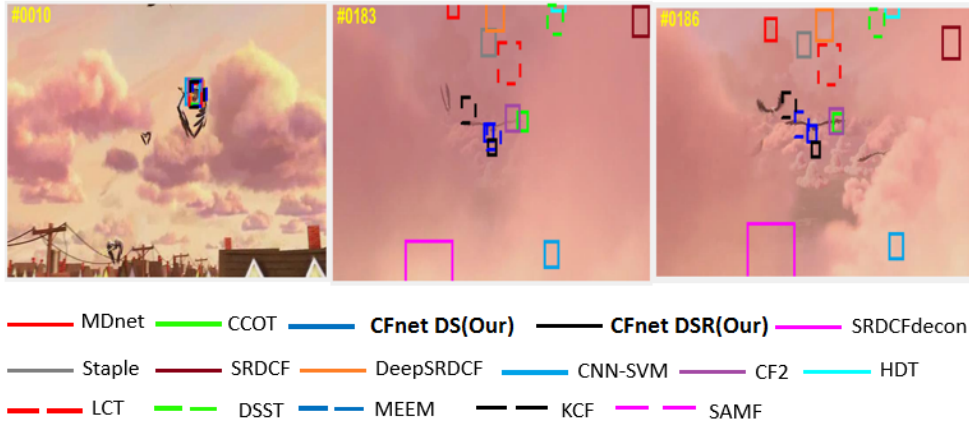 #0010 #0183 #0186
MDnet CCOT CFnet DS(Our) CFnet DSR(Our) SRDCFdecon
Staple SRDCF DeepSRDCF CNN-SVM CF2 HDT
LCT DSST MEEM KCF SAMF